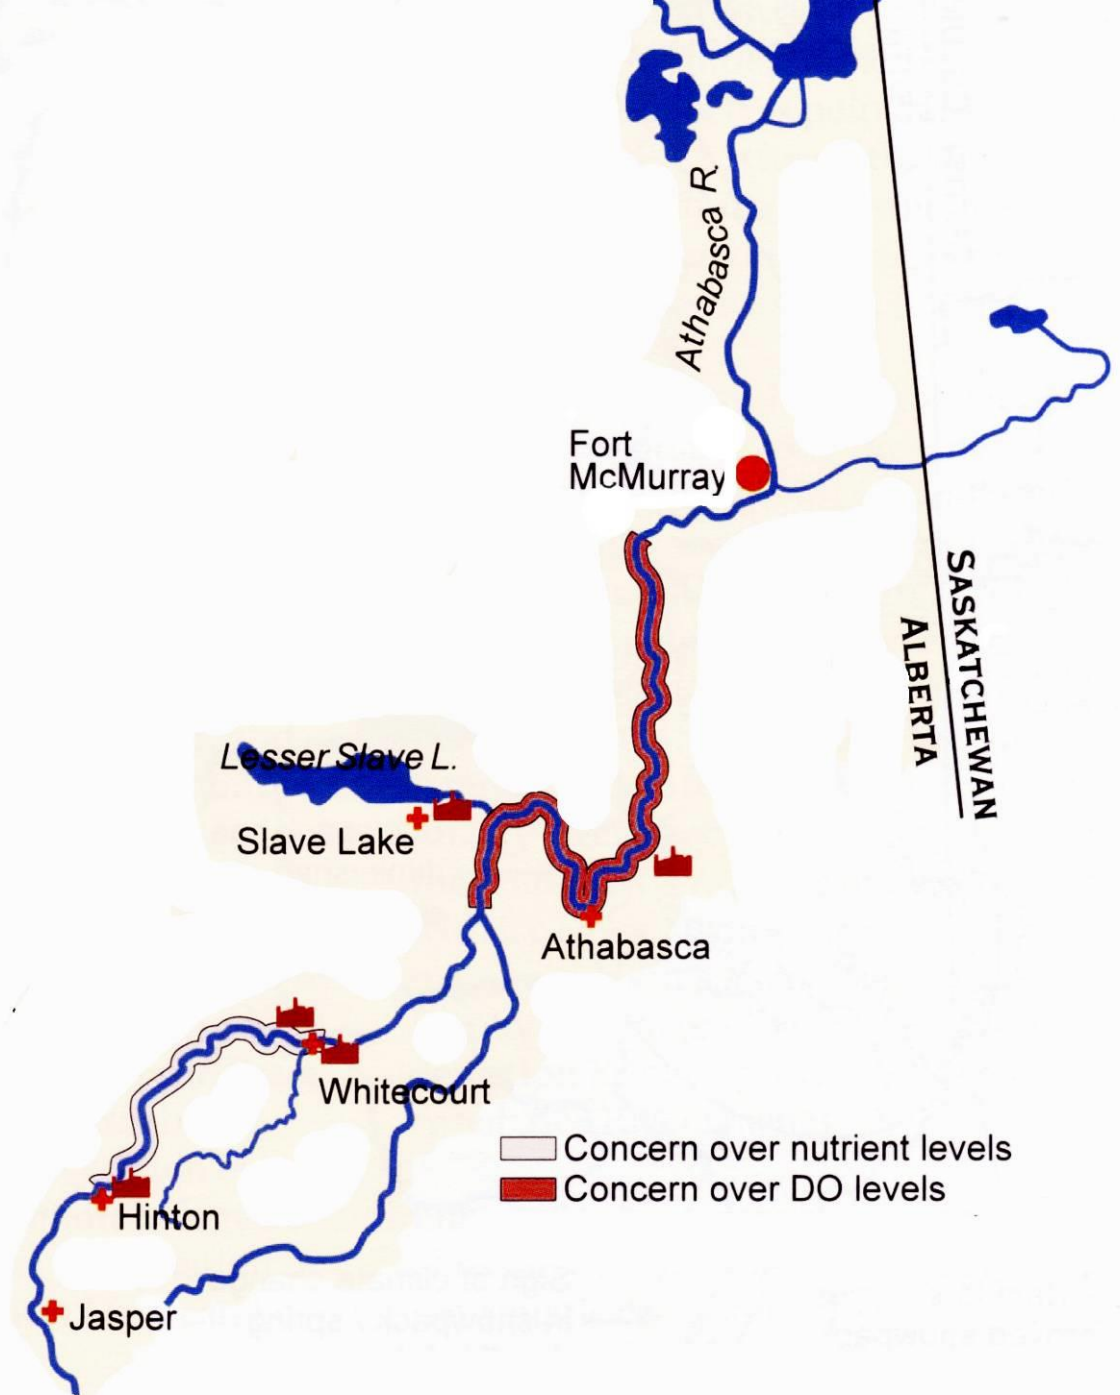 Athabasca R.
Fort
McMurray
SASKATCHEWAN
ALBERTA
Lesser Slave L.
Slave Lake
Athabasca
Whitecourt
Concern over nutrient levels
Concern over DO levels
Hinton
Jasper